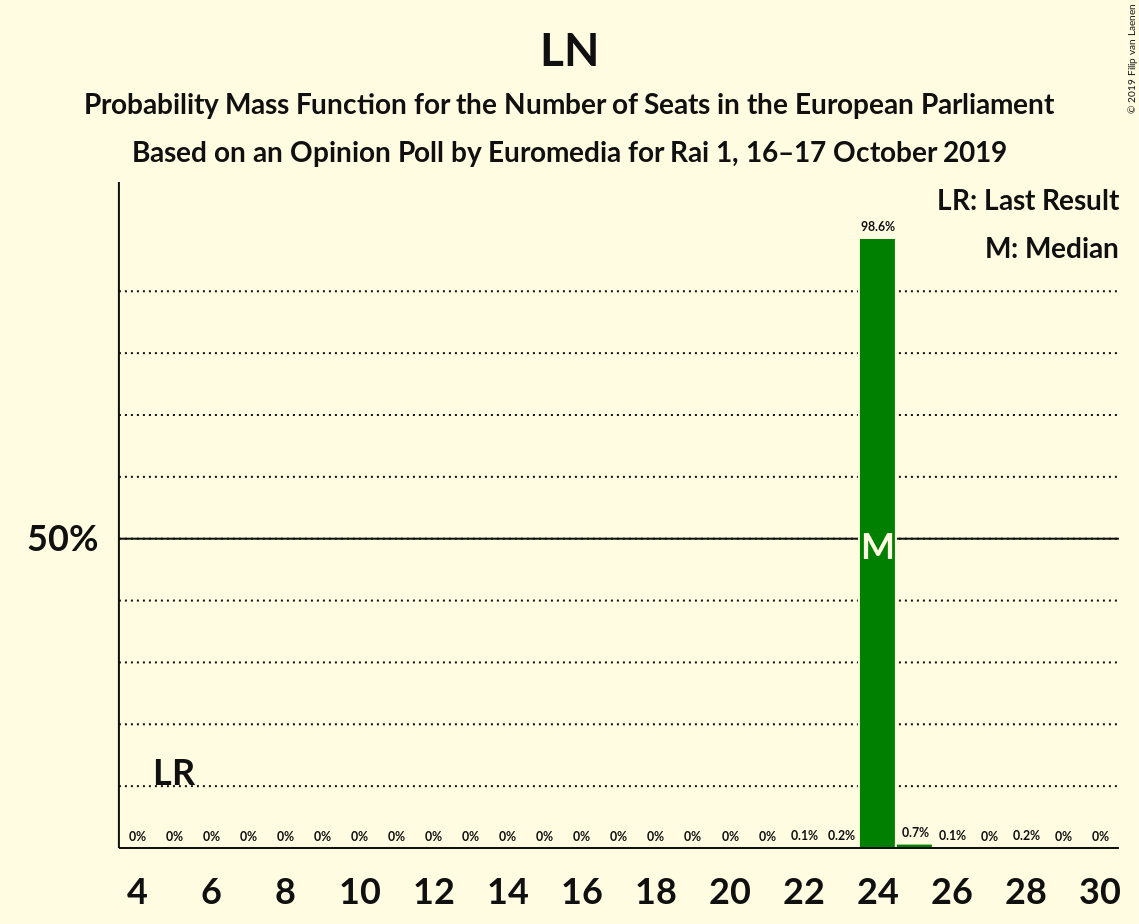 LN
Probability Mass Function for the Number of Seats in the European Parliament
Based on an Opinion Poll by Euromedia for Rai 1, 16–17 October 2019
© 2019 Filip van Laenen
LR: Last Result
M: Median
98.6%
50%
M
LR
0% 0% 0% 0% 0% 0% 0% 0% 0% 0% 0% 0% 0% 0% 0% 0% 0% 0% 0.1% 0.2% 0.7% 0.1% 0% 0.2% 0% 0%
4 6 8 10 12 14 16 18 20 22 24 26 28 30